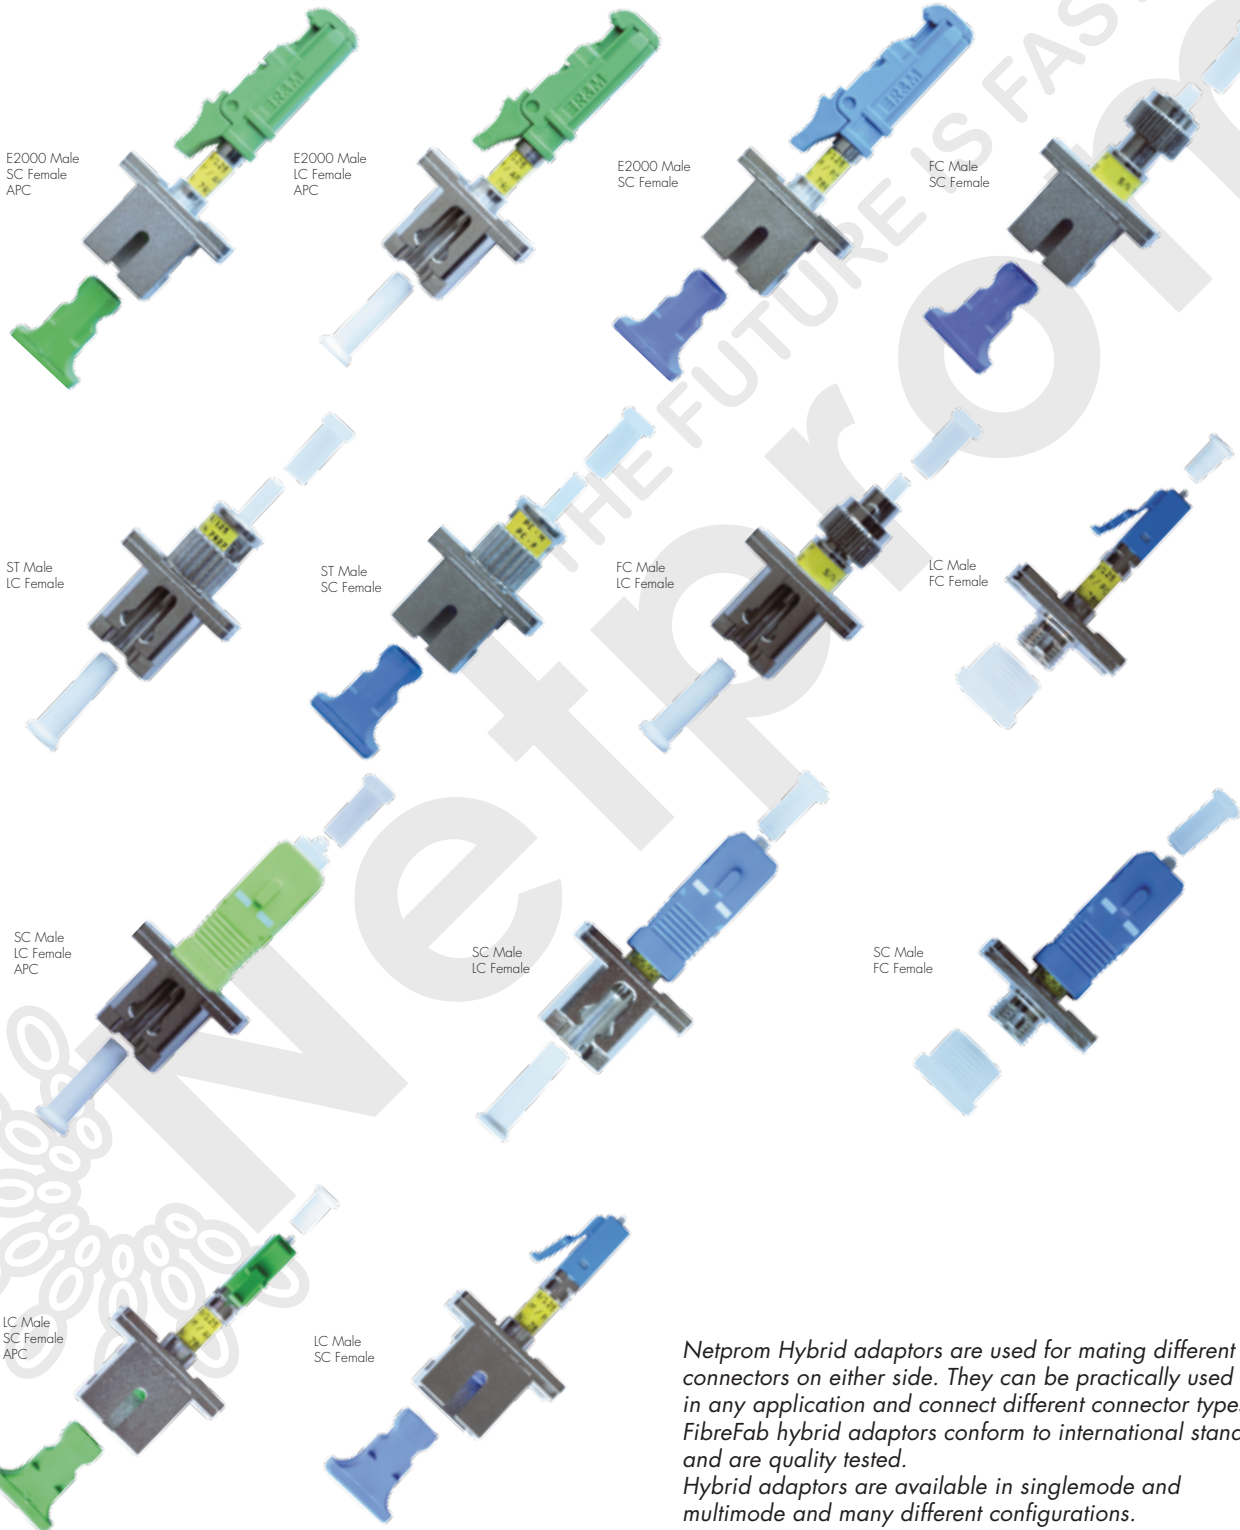 E2000 Male
SC Female
APC
E2000 Male
LC Female
APC
E2000 Male
SC Female
FC Male
SC Female
ST Male
LC Female
ST Male
SC Female
FC Male
LC Female
LC Male
FC Female
SC Male
LC Female
APC
SC Male
LC Female
SC Male
FC Female
LC Male
SC Female
APC
LC Male
SC Female
THE FUTURE IS FAS
Netprom
Netprom Hybrid adaptors are used for mating different
connectors on either side. They can be practically used
in any application and connect different connector types
FibreFab hybrid adaptors conform to international stand
and are quality tested.
Hybrid adaptors are available in singlemode and
multimode and many different configurations.